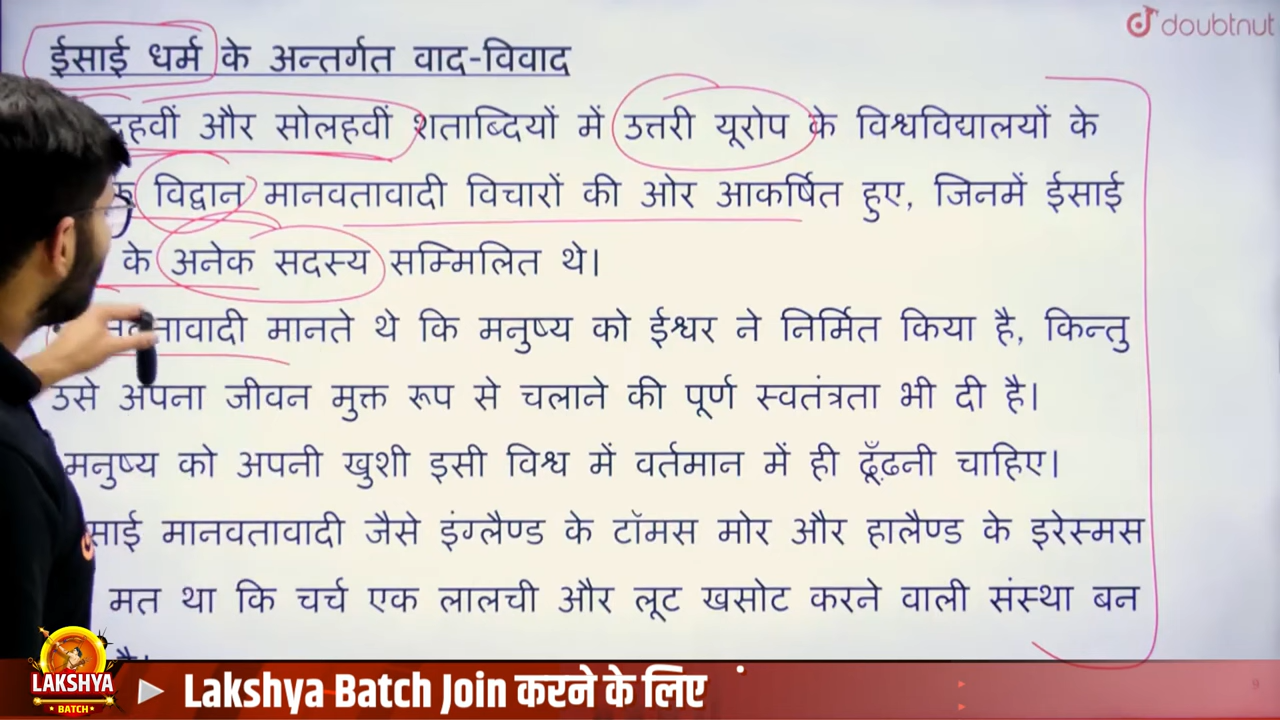 doubtnut
ईसाई धर्म के अन्तर्गत वाद-विवाद
और सोलहवीं शताब्दियों में उत्तरी यूरोप के विश्वविद्यालयों के
विद्वान मानवतावादी विचारों की ओर आकर्षित हुए, जिनमें ईसाई
के अनेक सदस्य सम्मिलित थे।
मानते थे कि मनुष्य को ईश्वर ने निर्मित किया है, किन्तु
उसे अपना जीवन मुक्त रूप से चलाने की पूर्ण स्वतंत्रता भी दी है।
मनुष्य को अपनी खुशी इसी विश्व में वर्तमान में ही ढूँढ़नी चाहिए।
मानवतावादी जैसे इंग्लैण्ड के टॉमस मोर और हालैण्ड के इरेस्मस
मत था कि चर्च एक लालची और लूट खसोट करने वाली संस्था बन
है।
LAKSHYA
BATCH
Lakshya Batch Join करने के लिए
9